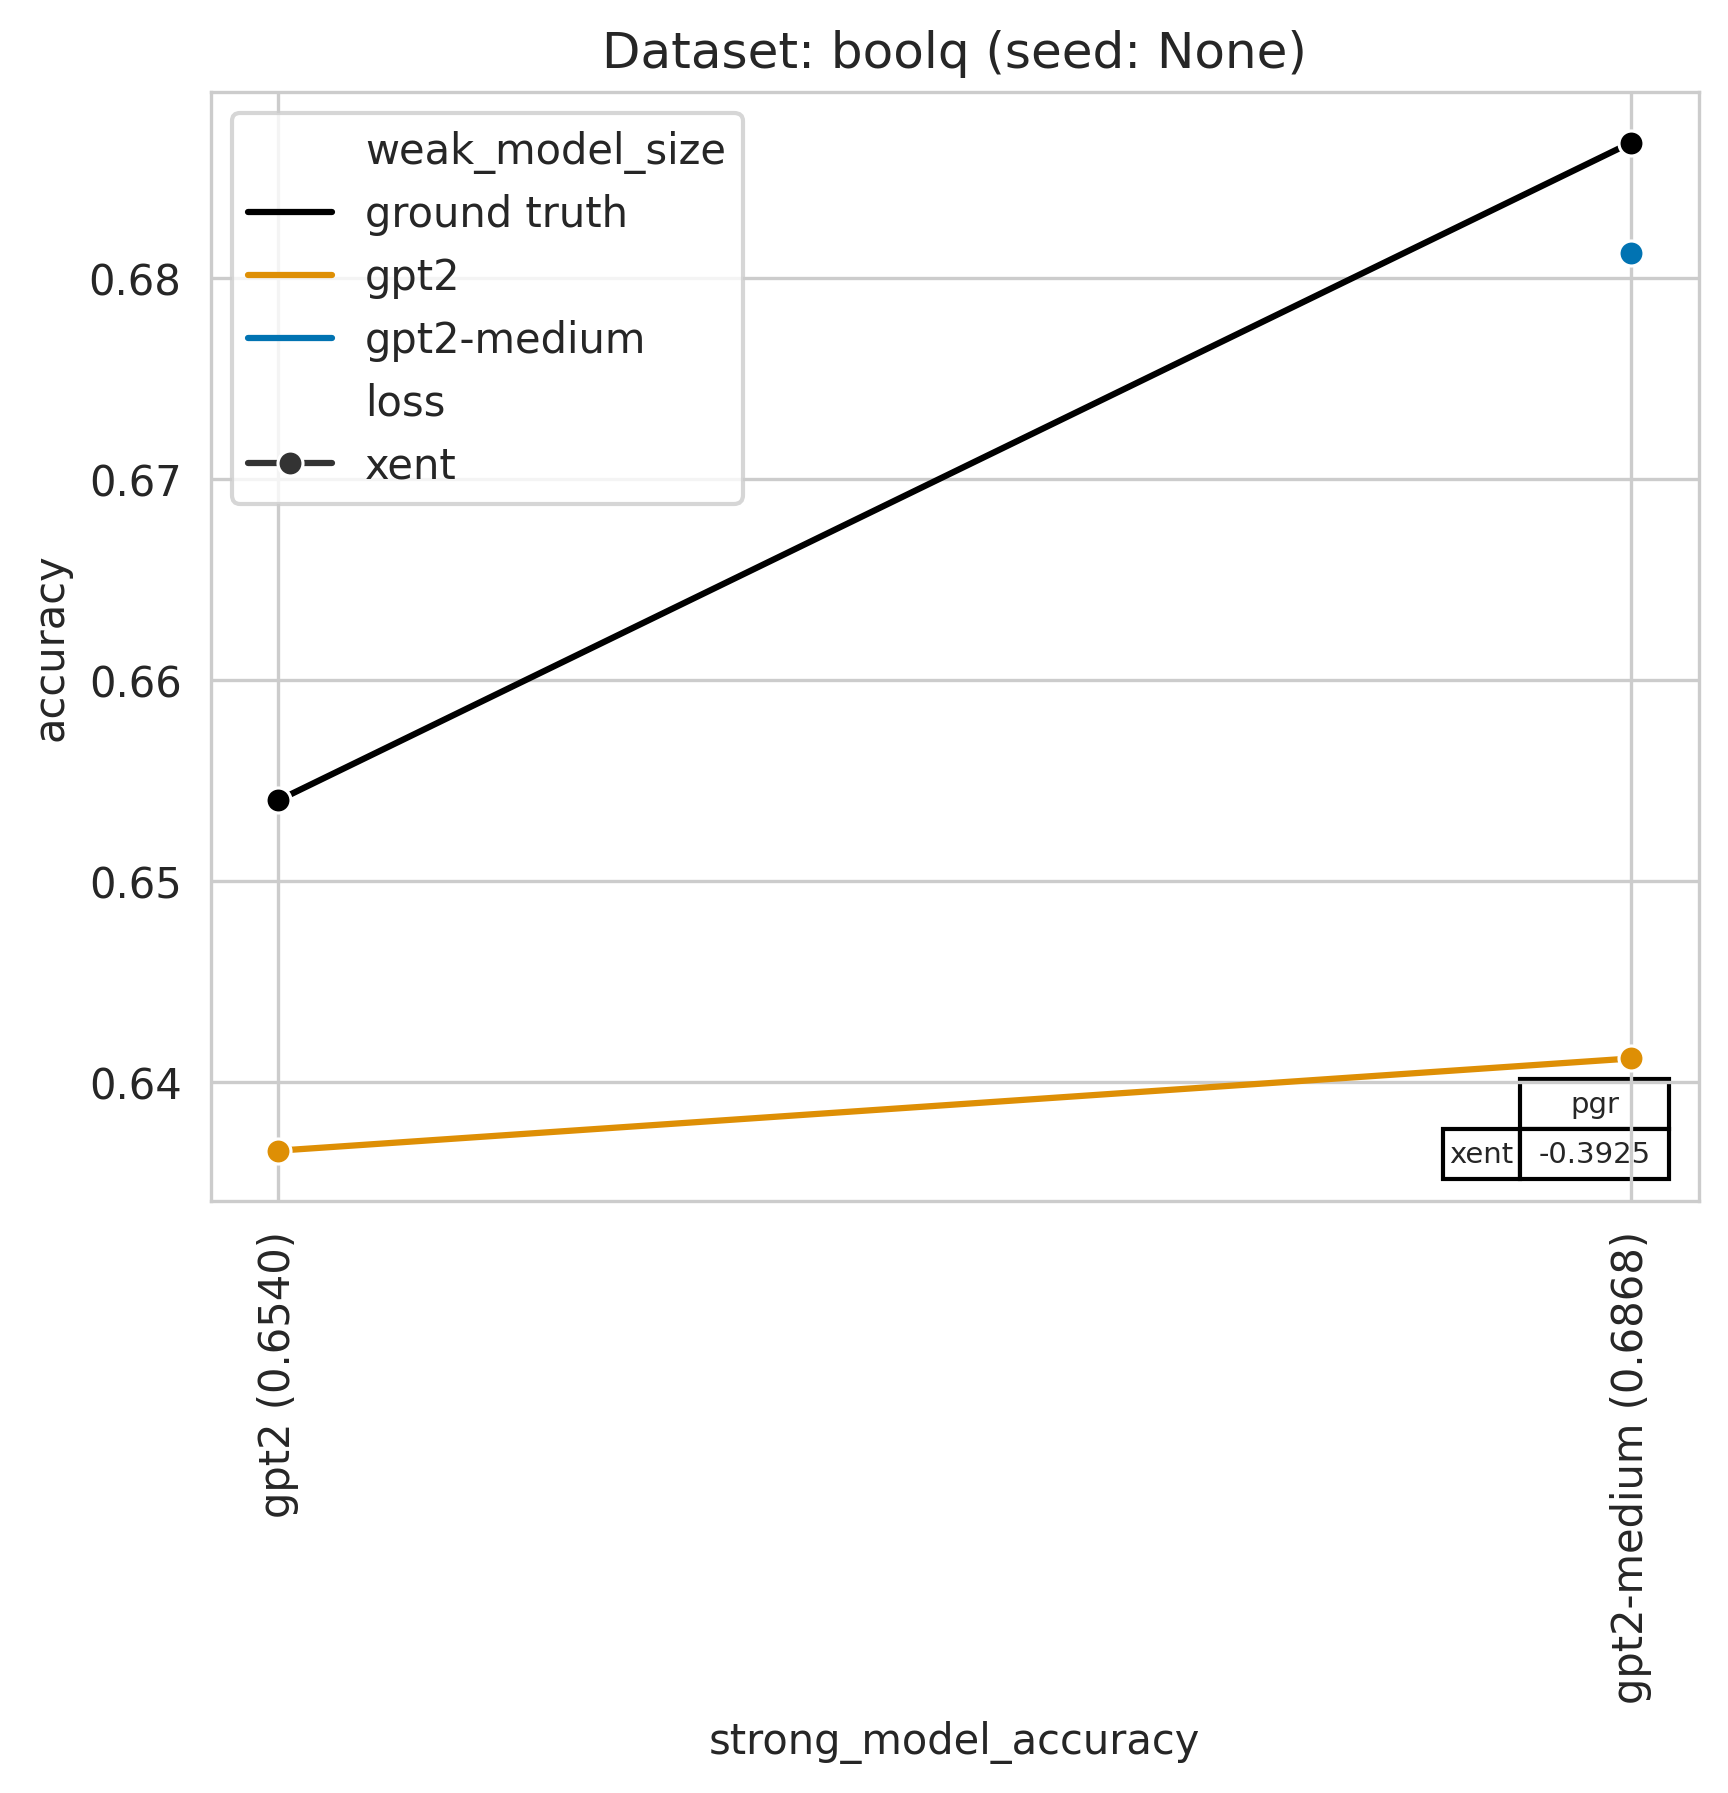 Dataset: boolq (seed: None)
weak_model_size
ground truth
gpt2
gpt2-medium
loss
xent
accuracy
0.68
0.67
0.66
0.65
0.64
pgr
xent -0.3925
gpt2 (0.6540)
gpt2-medium (0.6868)
strong_model_accuracy